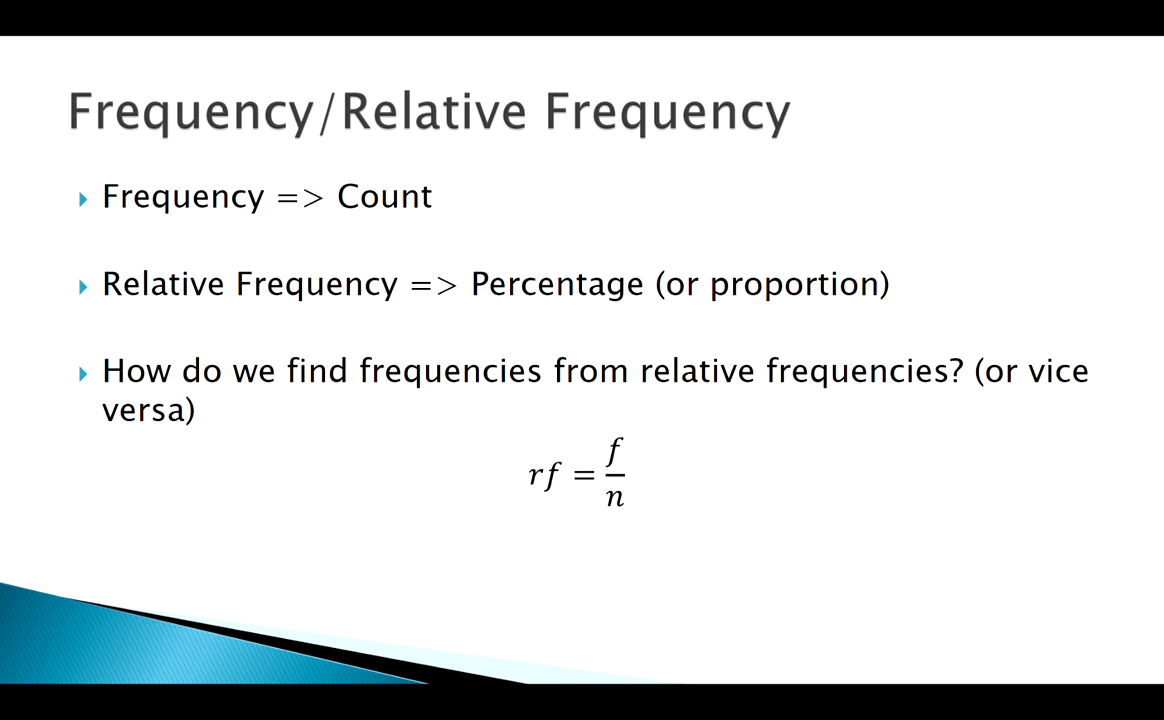 Frequency/Relative Frequency
Frequency => Count
Relative Frequency => Percentage (or proportion)
How do we find frequencies from relative frequencies? (or vice
versa)
rf = f/n